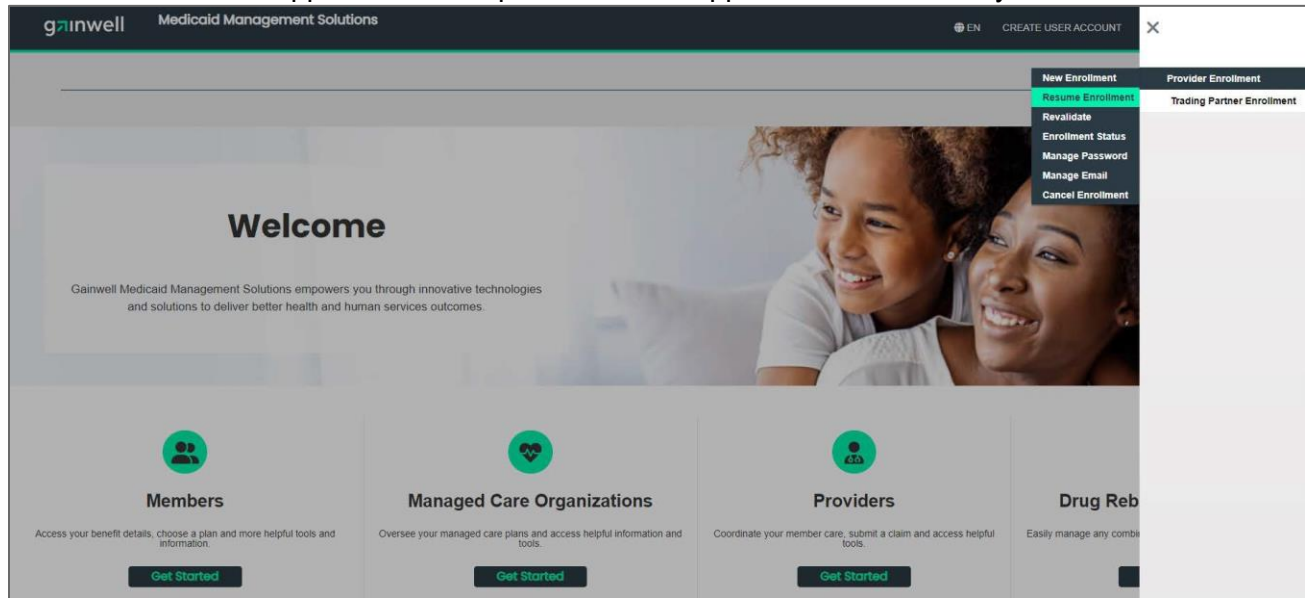 gainwell
Medicaid Management Solutions
EN
CREATE USER ACCOUNT
New Enrollment
Resume Enrollment
Revalidate
Enrollment Status
Manage Password
Manage Email
Cancel Enrollment
Provider Enrollment
Trading Partner Enrollment
Welcome
Gainwell Medicaid Management Solutions empowers you through innovative technologies
and solutions to deliver better health and human services outcomes.
Members
Access your benefit details, choose a plan and more helpful tools and
information.
Get Started
Managed Care Organizations
Oversee your managed care plans and access helpful information and
tools.
Get Started
Providers
Coordinate your member care, submit a claim and access helpful
tools.
Get Started
Drug Reb
Easily manage any combi